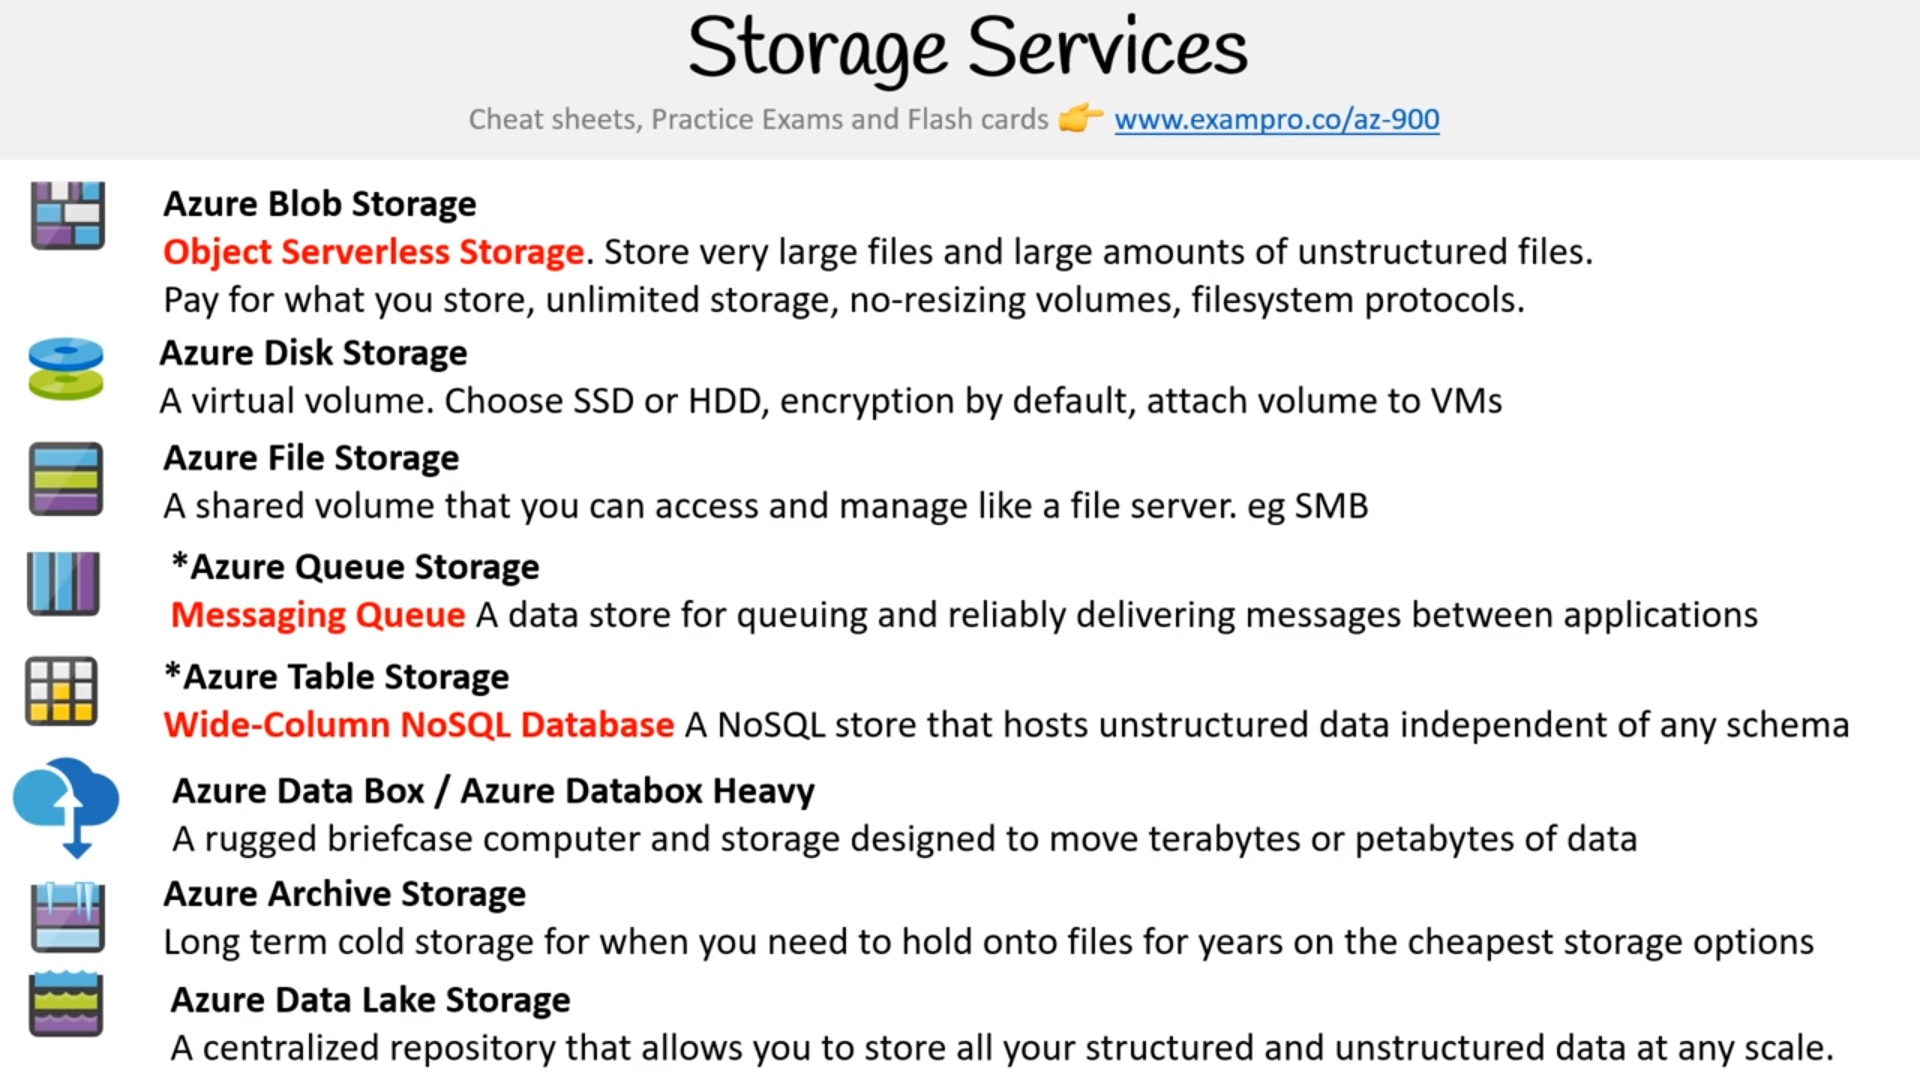 Storage Services
Cheat sheets, Practice Exams and Flash cards 👉 www.exampro.co/az-900
Azure Blob Storage
Object Serverless Storage. Store very large files and large amounts of unstructured files.
Pay for what you store, unlimited storage, no-resizing volumes, filesystem protocols.
Azure Disk Storage
A virtual volume. Choose SSD or HDD, encryption by default, attach volume to VMs
Azure File Storage
A shared volume that you can access and manage like a file server. eg SMB
*Azure Queue Storage
Messaging Queue A data store for queuing and reliably delivering messages between applications
*Azure Table Storage
Wide-Column NoSQL Database A NoSQL store that hosts unstructured data independent of any schema
Azure Data Box / Azure Databox Heavy
A rugged briefcase computer and storage designed to move terabytes or petabytes of data
Azure Archive Storage
Long term cold storage for when you need to hold onto files for years on the cheapest storage options
Azure Data Lake Storage
A centralized repository that allows you to store all your structured and unstructured data at any scale.